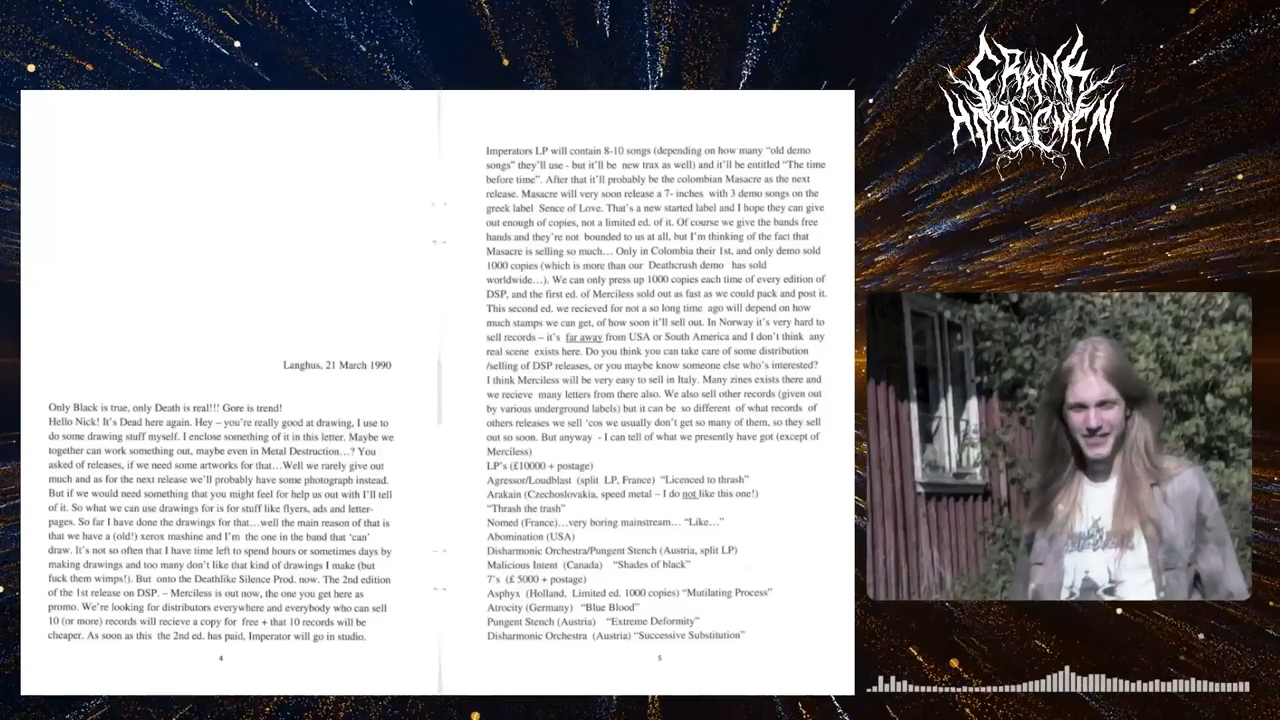 Langhus, 21 March 1990
Only Black is true, only Death is real!!! Gore is trend!
Hello Nick! It's Dead here again. Hey – you're really good at drawing, I use to
do some drawing stuff myself. I enclose something of it in this letter. Maybe we
together can work something out, maybe even in Metal Destruction…? You
asked of releases, if we need some artworks for that…Well we rarely give out
much and as for the next release we'll probably have some photograph instead.
But if we would need something that you might feel for help us out with I'll tell
of it. So what we can use drawings for is for stuff like flyers, ads and letter-
pages. So far I have done the drawings for that…well the main reason of that is
that we have a (old!) xerox mashine and I'm the one in the band that 'can'
draw. It's not so often that I have time left to spend hours or sometimes days by
making drawings and too many don't like that kind of drawings I make (but
fuck them wimps!). But onto the Deathlike Silence Prod. now. The 2nd edition
of the 1st release on DSP. – Merciless is out now, the one you get here as
promo. We're looking for distributors everywhere and everybody who can sell
10 (or more) records will recieve a copy for free + that 10 records will be
cheaper. As soon as this the 2nd ed. has paid, Imperator will go in studio.
4
Imperators LP will contain 8-10 songs (depending on how many "old demo
songs" they'll use - but it'll be new trax as well) and it'll be entitled "The time
before time". After that it'll probably be the colombian Masacre as the next
release. Masacre will very soon release a 7- inches with 3 demo songs on the
greek label Sence of Love. That's a new started label and I hope they can give
out enough of copies, not a limited ed. of it. Of course we give the bands free
hands and they're not bounded to us at all, but I'm thinking of the fact that
Masacre is selling so much… Only in Colombia their 1st, and only demo sold
1000 copies (which is more than our Deathcrush demo has sold
worldwide…). We can only press up 1000 copies each time of every edition of
DSP, and the first ed. of Merciless sold out as fast as we could pack and post it.
This second ed. we recieved for not a so long time ago will depend on how
much stamps we can get, of how soon it'll sell out. In Norway it's very hard to
sell records – it's far away from USA or South America and I don't think any
real scene exists here. Do you think you can take care of some distribution
/selling of DSP releases, or you maybe know someone else who's interested?
I think Merciless will be very easy to sell in Italy. Many zines exists there and
we recieve many letters from there also. We also sell other records (given out
by various underground labels) but it can be so different of what records of
others releases we sell 'cos we usually don't get so many of them, so they sell
out so soon. But anyway - I can tell of what we presently have got (except of
Merciless)
LP's (£10000 + postage)
Agressor/Loudblast (split LP, France) "Licenced to thrash"
Arakain (Czechoslovakia, speed metal – I do not like this one!)
"Thrash the trash"
Nomed (France)…very boring mainstream… "Like…"
Abomination (USA)
Disharmonic Orchestra/Pungent Stench (Austria, split LP)
Malicious Intent (Canada) "Shades of black"
7's (£ 5000 + postage)
Asphyx (Holland, Limited ed. 1000 copies) "Mutilating Process"
Atrocity (Germany) "Blue Blood"
Pungent Stench (Austria) "Extreme Deformity"
Disharmonic Orchestra (Austria) "Successive Substitution"
5
CRANK
HORSEMEN